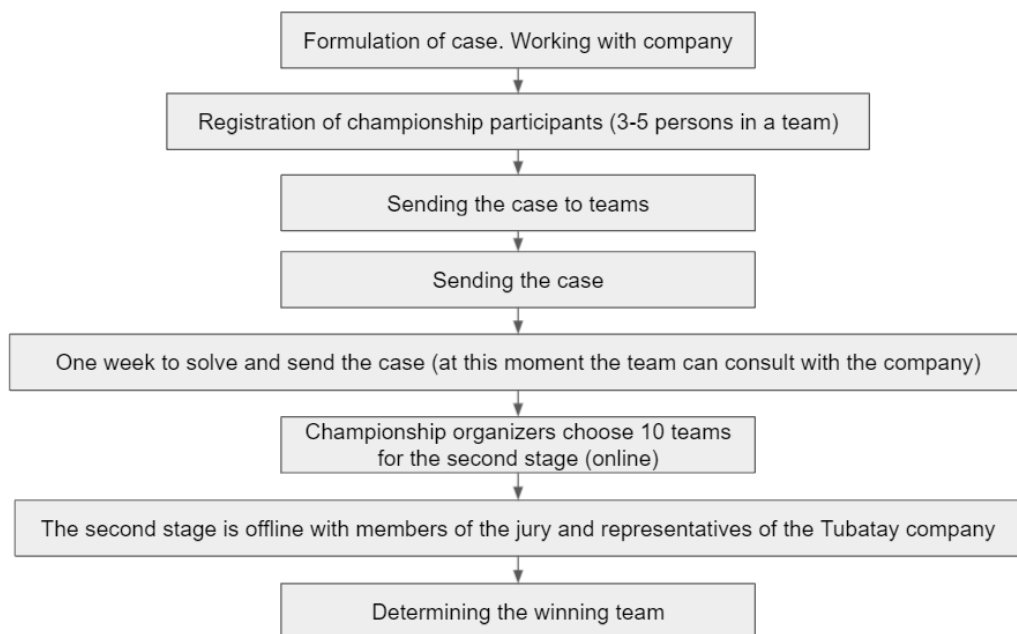 Formulation of case. Working with company
Registration of championship participants (3-5 persons in a team)
Sending the case to teams
Sending the case
One week to solve and send the case (at this moment the team can consult with the company)
Championship organizers choose 10 teams
for the second stage (online)
The second stage is offline with members of the jury and representatives of the Tubatay company
Determining the winning team